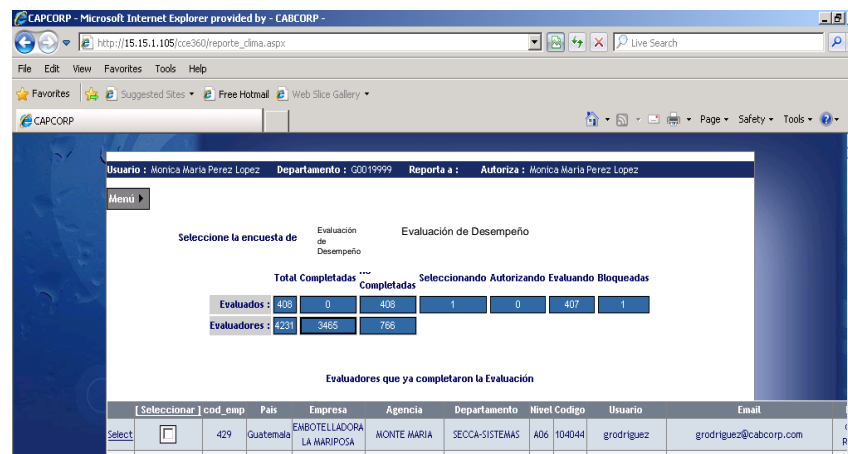 CAPCORP - Microsoft Internet Explorer provided by - CABCORP -
http://15.15.1.105/cce360/reporte_clima.aspx
Live Search
File Edit View Favorites Tools Help
Favorites Suggested Sites Free Hotmail Web Slice Gallery
CAPCORP Page Safety Tools
Usuario : Monica Maria Perez Lopez Departamento : G0019999 Reporta a : Autoriza : Monica Maria Perez Lopez
Menú
Seleccione la encuesta de Evaluación de Desempeño Evaluación de Desempeño
Total Completadas No Completadas Seleccionando Autorizando Evaluando Bloqueadas
Evaluados : 408 0 408 1 0 407 1
Evaluadores : 4231 3465 766
Evaluadores que ya completaron la Evaluación
[ Seleccionar ] cod_emp Pais Empresa Agencia Departamento Nivel Codigo Usuario Email
Select 429 Guatemala EMBOTELLADORA LA MARIPOSA MONTE MARIA SECCA-SISTEMAS A06 104044 grodriguez grodriguez@cabcorp.com